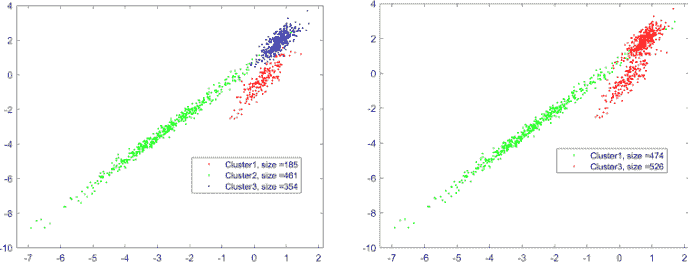 4
2
0
-2
-4
-6
-8
-10
-7 -6 -5 -4 -3 -2 -1 0 1 2
Cluster1, size =185
Cluster2, size =461
Cluster3, size =354
4
2
0
-2
-4
-6
-8
-10
-7 -6 -5 -4 -3 -2 -1 0 1 2
Cluster1, size =474
Cluster3, size =526